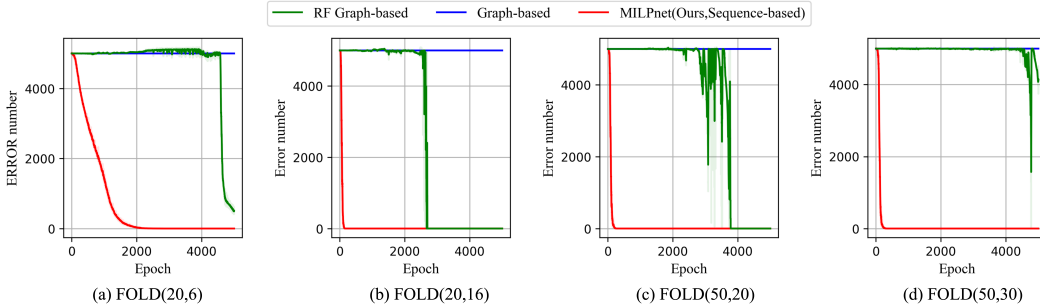 RF Graph-based Graph-based MILPnet(Ours,Sequence-based)
ERROR number
4000
2000
0
0 2000 4000
Epoch
(a) FOLD(20,6)
Error number
4000
2000
0
0 2000 4000
Epoch
(b) FOLD(20,16)
Error number
4000
2000
0
0 2000 4000
Epoch
(c) FOLD(50,20)
Error number
4000
2000
0
0 2000 4000
Epoch
(d) FOLD(50,30)